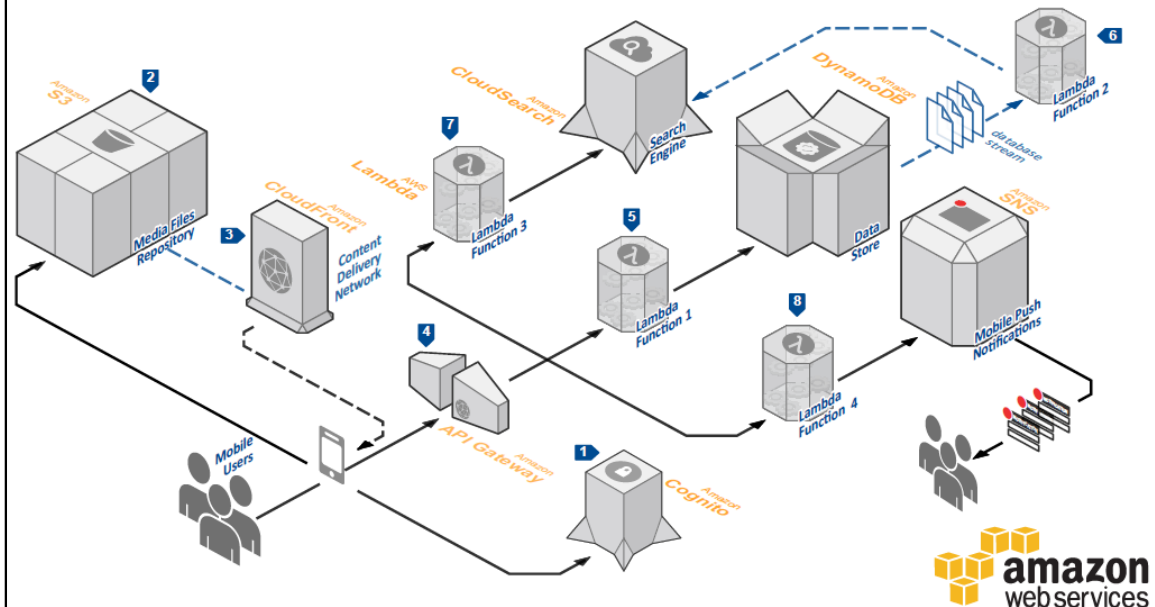 2
Amazon
S3
Media Files
Repository
3
Amazon
CloudFront
Content
Delivery
Network
7
AWS
Lambda
Lambda
Function 3
Amazon
CloudSearch
Search
Engine
5
Lambda
Function 1
Amazon
DynamoDB
Data
Store
database
stream
6
Lambda
Function 2
Amazon
SNS
Mobile Push
Notifications
8
Lambda
Function 4
4
Amazon
API Gateway
1
Amazon
Cognito
Mobile
Users
amazon
web services